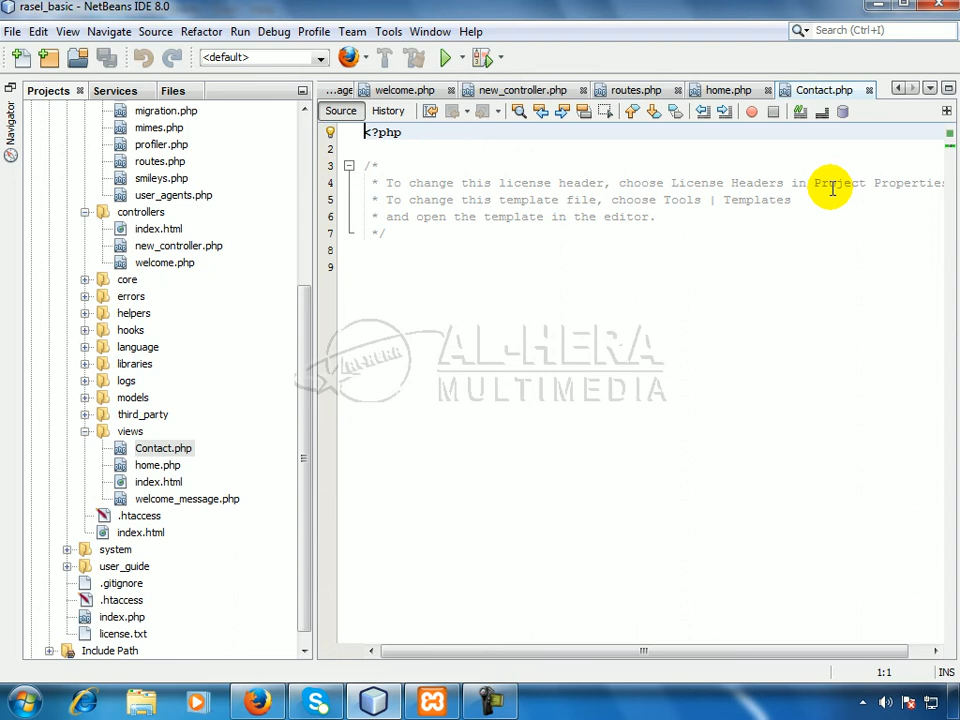 rasel_basic - NetBeans IDE 8.0
File Edit View Navigate Source Refactor Run Debug Profile Team Tools Window Help
Search (Ctrl+I)
<default>
Projects Services Files
...age welcome.php new_controller.php routes.php home.php Contact.php
Navigator
Source History
migration.php
mimes.php
profiler.php
routes.php
smileys.php
user_agents.php
controllers
index.html
new_controller.php
welcome.php
core
errors
helpers
hooks
language
libraries
logs
models
third_party
views
Contact.php
home.php
index.html
welcome_message.php
.htaccess
index.html
system
user_guide
.gitignore
.htaccess
index.php
license.txt
Include Path
<?php
2
3 /*
4 * To change this license header, choose License Headers in Project Properties
5 * To change this template file, choose Tools | Templates
6 * and open the template in the editor.
7 */
8
9
AL-HERA
AL-HERA
MULTIMEDIA
1:1 INS